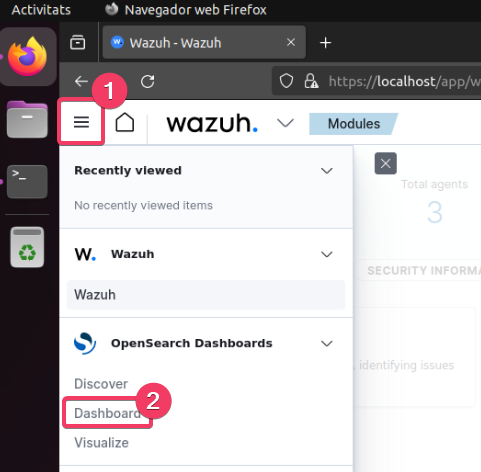 Activitats
Navegador web Firefox
Wazuh - Wazuh
https://localhost/app/w
1
wazuh.
Modules
Recently viewed
No recently viewed items
Total agents
3
W.
Wazuh
Wazuh
SECURITY INFORMA
OpenSearch Dashboards
identifying issues
Discover
Dashboard
2
Visualize